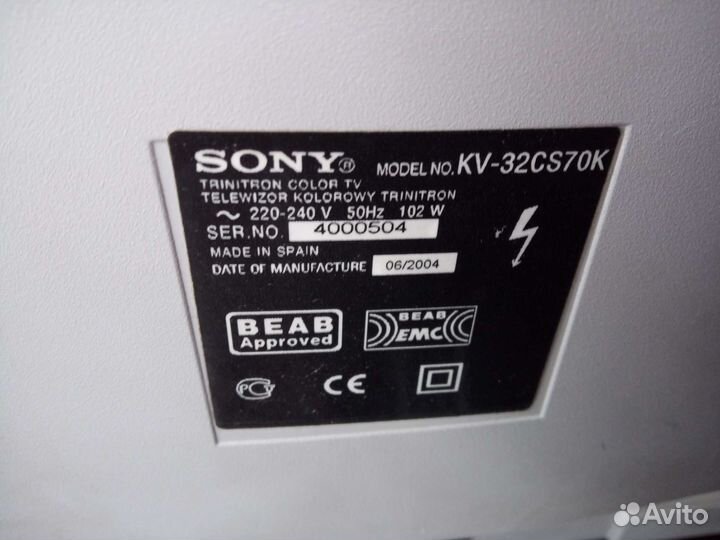 SONY®
MODEL NO. KV-32CS70K
TRINITRON COLOR TV
TELEWIZOR KOLOROWY TRINITRON
~ 220-240 V 50Hz 102 W
SER.NO. 4000504
MADE IN SPAIN
DATE OF MANUFACTURE 06/2004
BEAB
Approved
BEAB
EMC
PG
CE
Avito